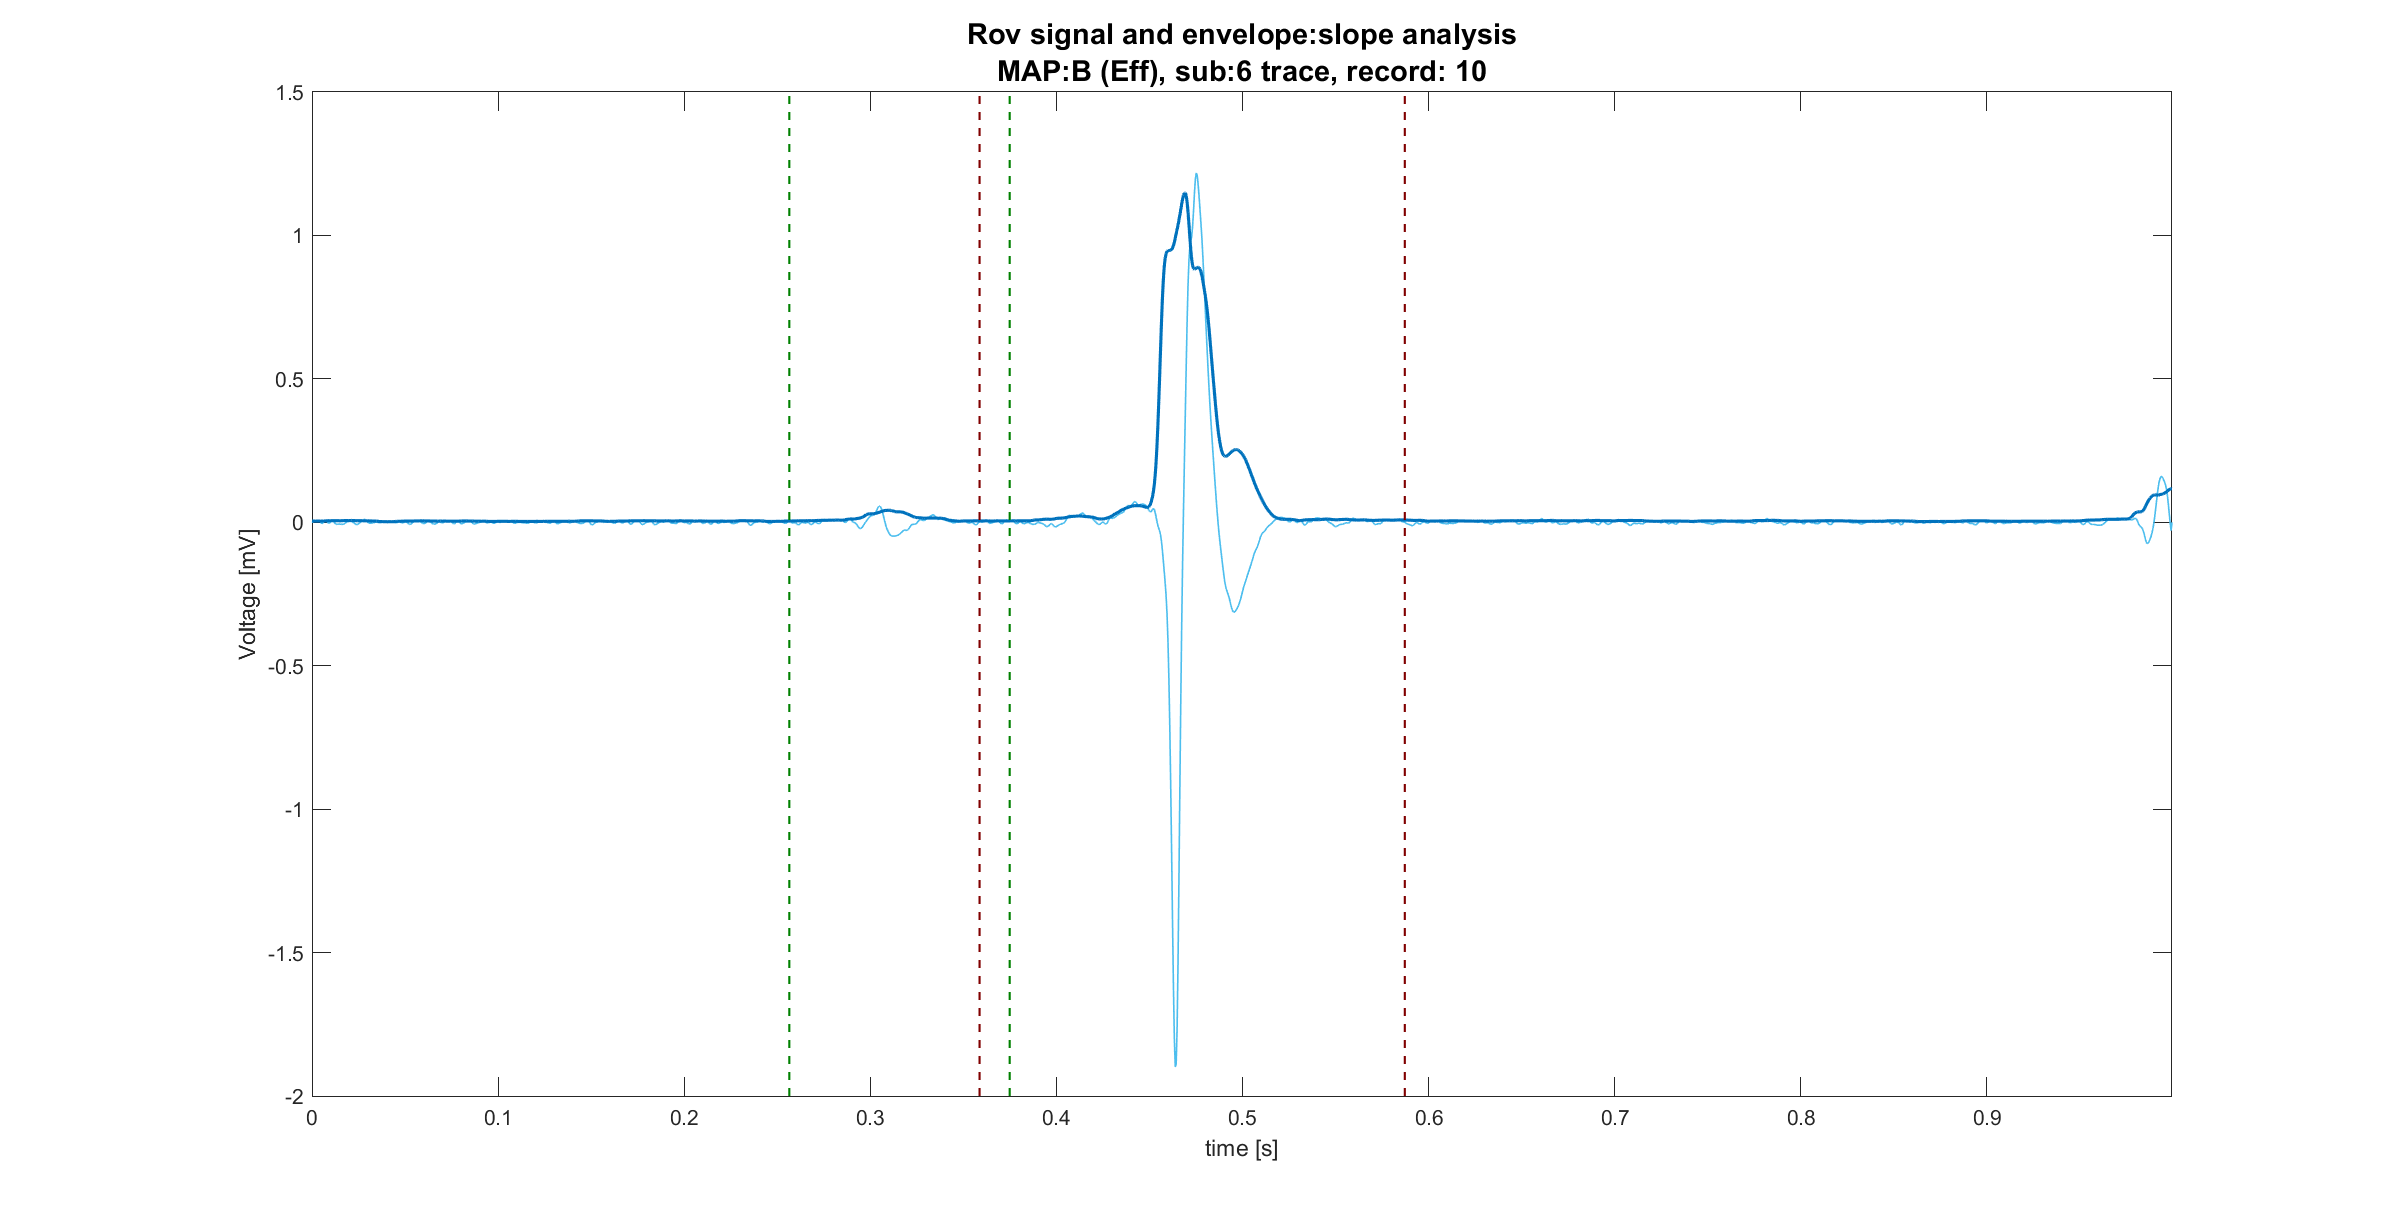 Rov signal and envelope:slope analysis
MAP:B (Eff), sub:6 trace, record: 10
1.5
1
0.5
0
-0.5
-1
-1.5
-2
Voltage [mV]
0 0.1 0.2 0.3 0.4 0.5 0.6 0.7 0.8 0.9
time [s]